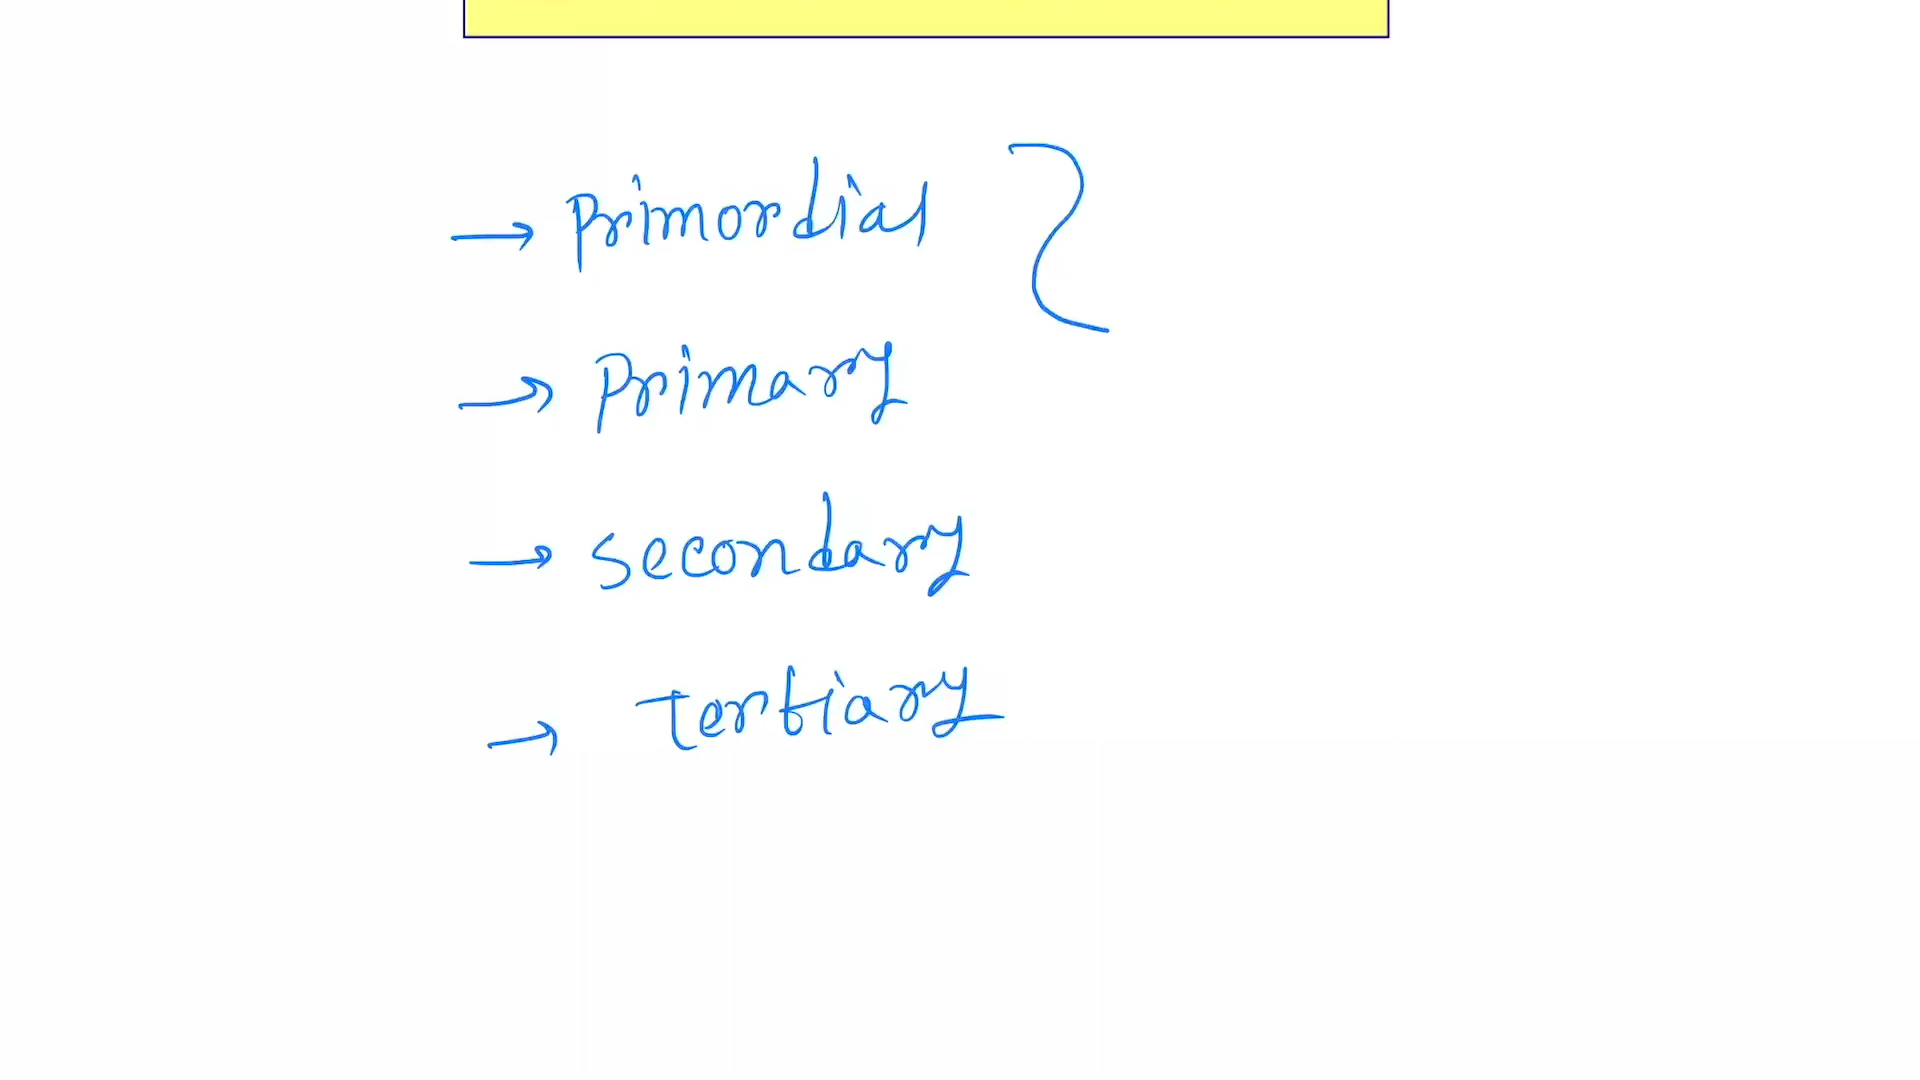 → Primordial
→ Primary
→ secondary
→ tertiary